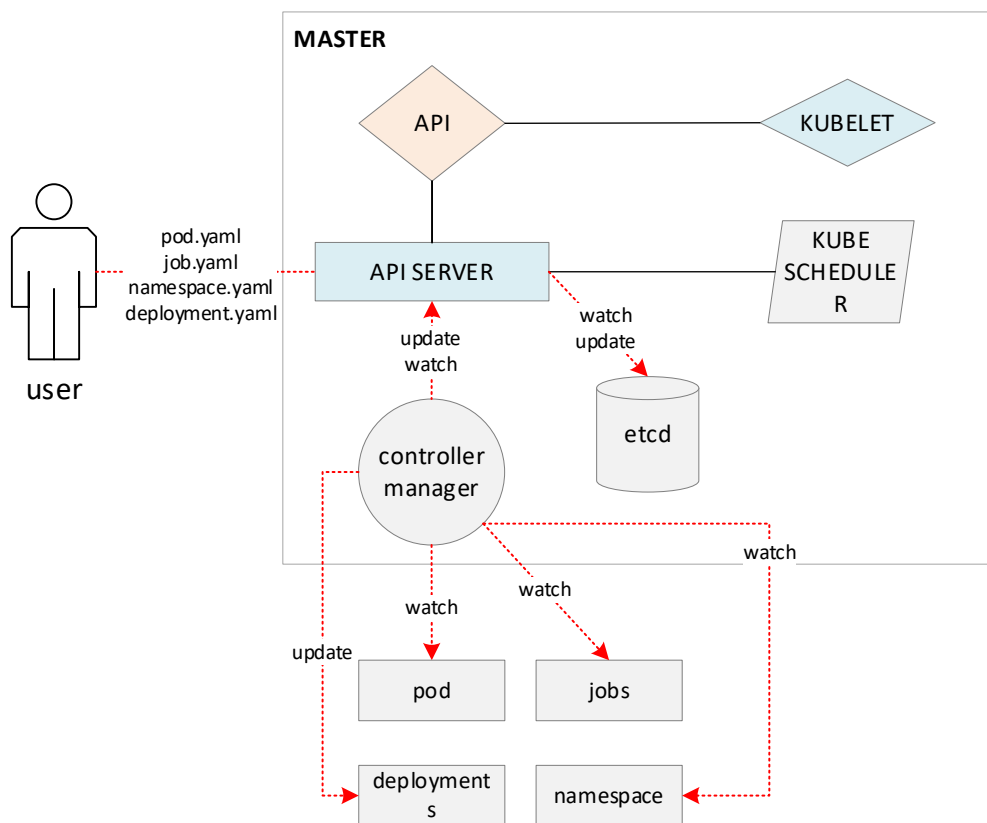 MASTER
API
KUBELET
pod.yaml
job.yaml
namespace.yaml
deployment.yaml
user
API SERVER
KUBE
SCHEDULE
R
update
watch
watch
update
etcd
controller
manager
watch
watch
watch
update
pod
jobs
deployment
s
namespace